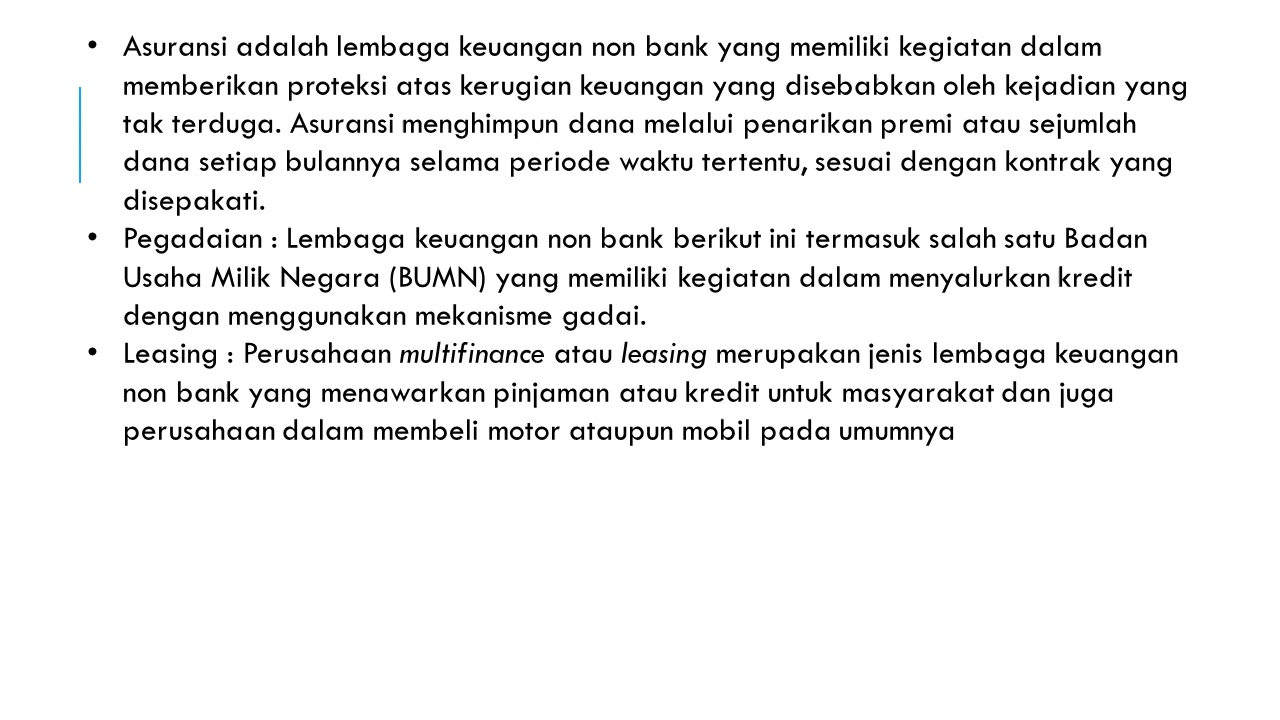 • Asuransi adalah lembaga keuangan non bank yang memiliki kegiatan dalam
memberikan proteksi atas kerugian keuangan yang disebabkan oleh kejadian yang
tak terduga. Asuransi menghimpun dana melalui penarikan premi atau sejumlah
dana setiap bulannya selama periode waktu tertentu, sesuai dengan kontrak yang
disepakati.
• Pegadaian : Lembaga keuangan non bank berikut ini termasuk salah satu Badan
Usaha Milik Negara (BUMN) yang memiliki kegiatan dalam menyalurkan kredit
dengan menggunakan mekanisme gadai.
• Leasing : Perusahaan multifinance atau leasing merupakan jenis lembaga keuangan
non bank yang menawarkan pinjaman atau kredit untuk masyarakat dan juga
perusahaan dalam membeli motor ataupun mobil pada umumnya